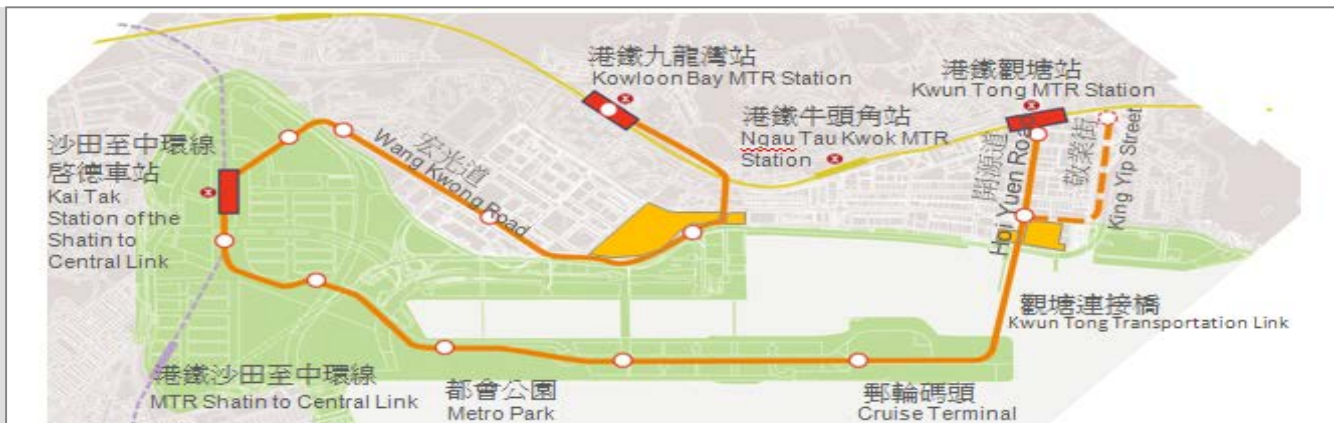 港鐵九龍灣站
Kowloon Bay MTR Station
港鐵觀塘站
Kwun Tong MTR Station
港鐵牛頭角站
Ngau Tau Kwok MTR
Station
沙田至中環線
啓德車站
Kai Tak
Station of the
Shatin to
Central Link
宏光道
Wang Kwong Road
開源道
Hoi Yuen Road
敬業街
King Yip Street
觀塘連接橋
Kwun Tong Transportation Link
港鐵沙田至中環線
MTR Shatin to Central Link
都會公園
Metro Park
郵輪碼頭
Cruise Terminal